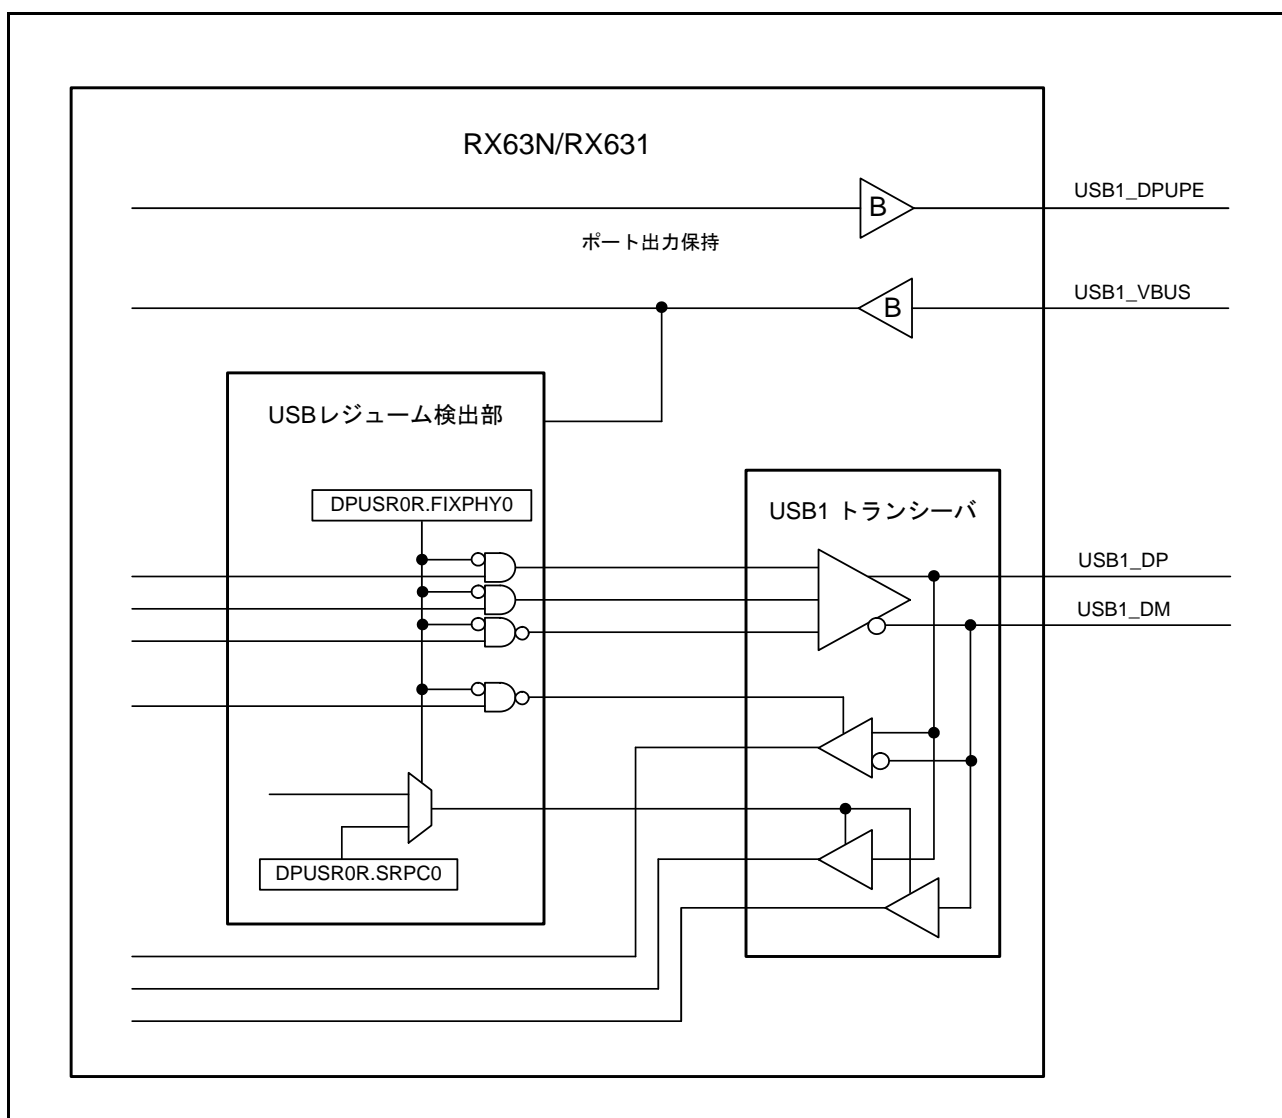 RX63N/RX631
USB1_DPUPE
B
ポート出力保持
USB1_VBUS
B
USBレジューム検出部
DPUSR0R.FIXPHY0
USB1 トランシーバ
USB1_DP
USB1_DM
DPUSR0R.SRPC0